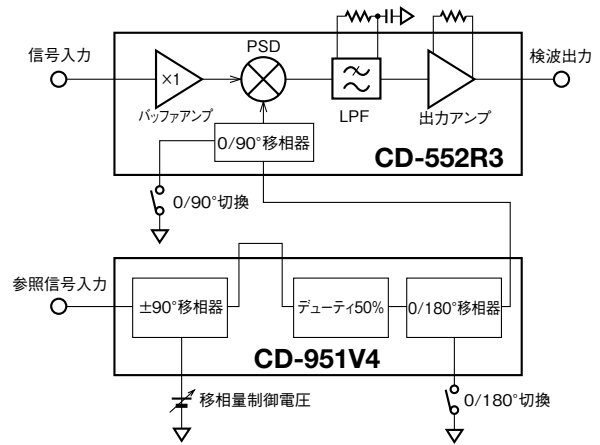 信号入力
PSD
検波出力
×1
バッファアンプ
LPF
出力アンプ
0/90°移相器
CD-552R3
0/90°切換
参照信号入力
±90°移相器
デューティ50%
0/180°移相器
CD-951V4
移相量制御電圧
0/180°切換